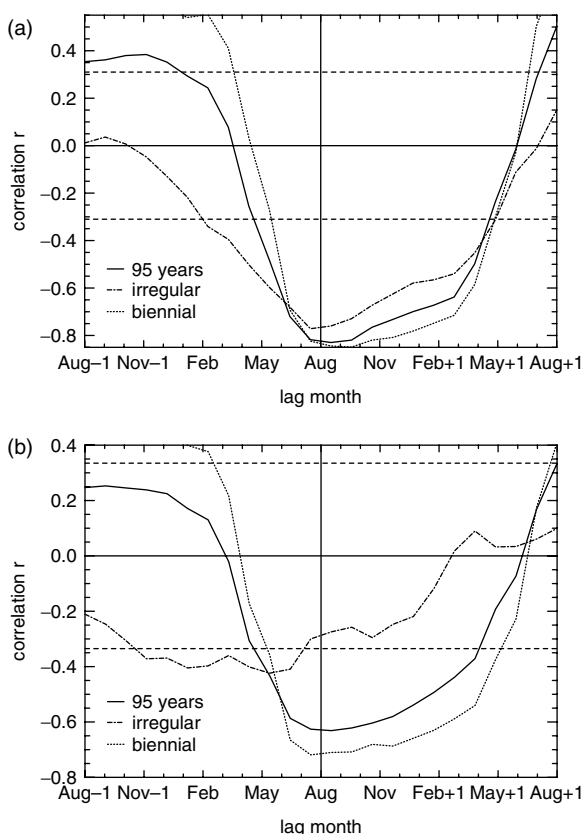 (a)
0.4
0.2
0.0
−0.2
−0.4
−0.6
−0.8
correlation r
95 years
irregular
biennial
Aug−1 Nov−1 Feb May Aug Nov Feb+1 May+1 Aug+1
lag month
(b)
0.4
0.2
0.0
−0.2
−0.4
−0.6
−0.8
correlation r
95 years
irregular
biennial
Aug−1 Nov−1 Feb May Aug Nov Feb+1 May+1 Aug+1
lag month